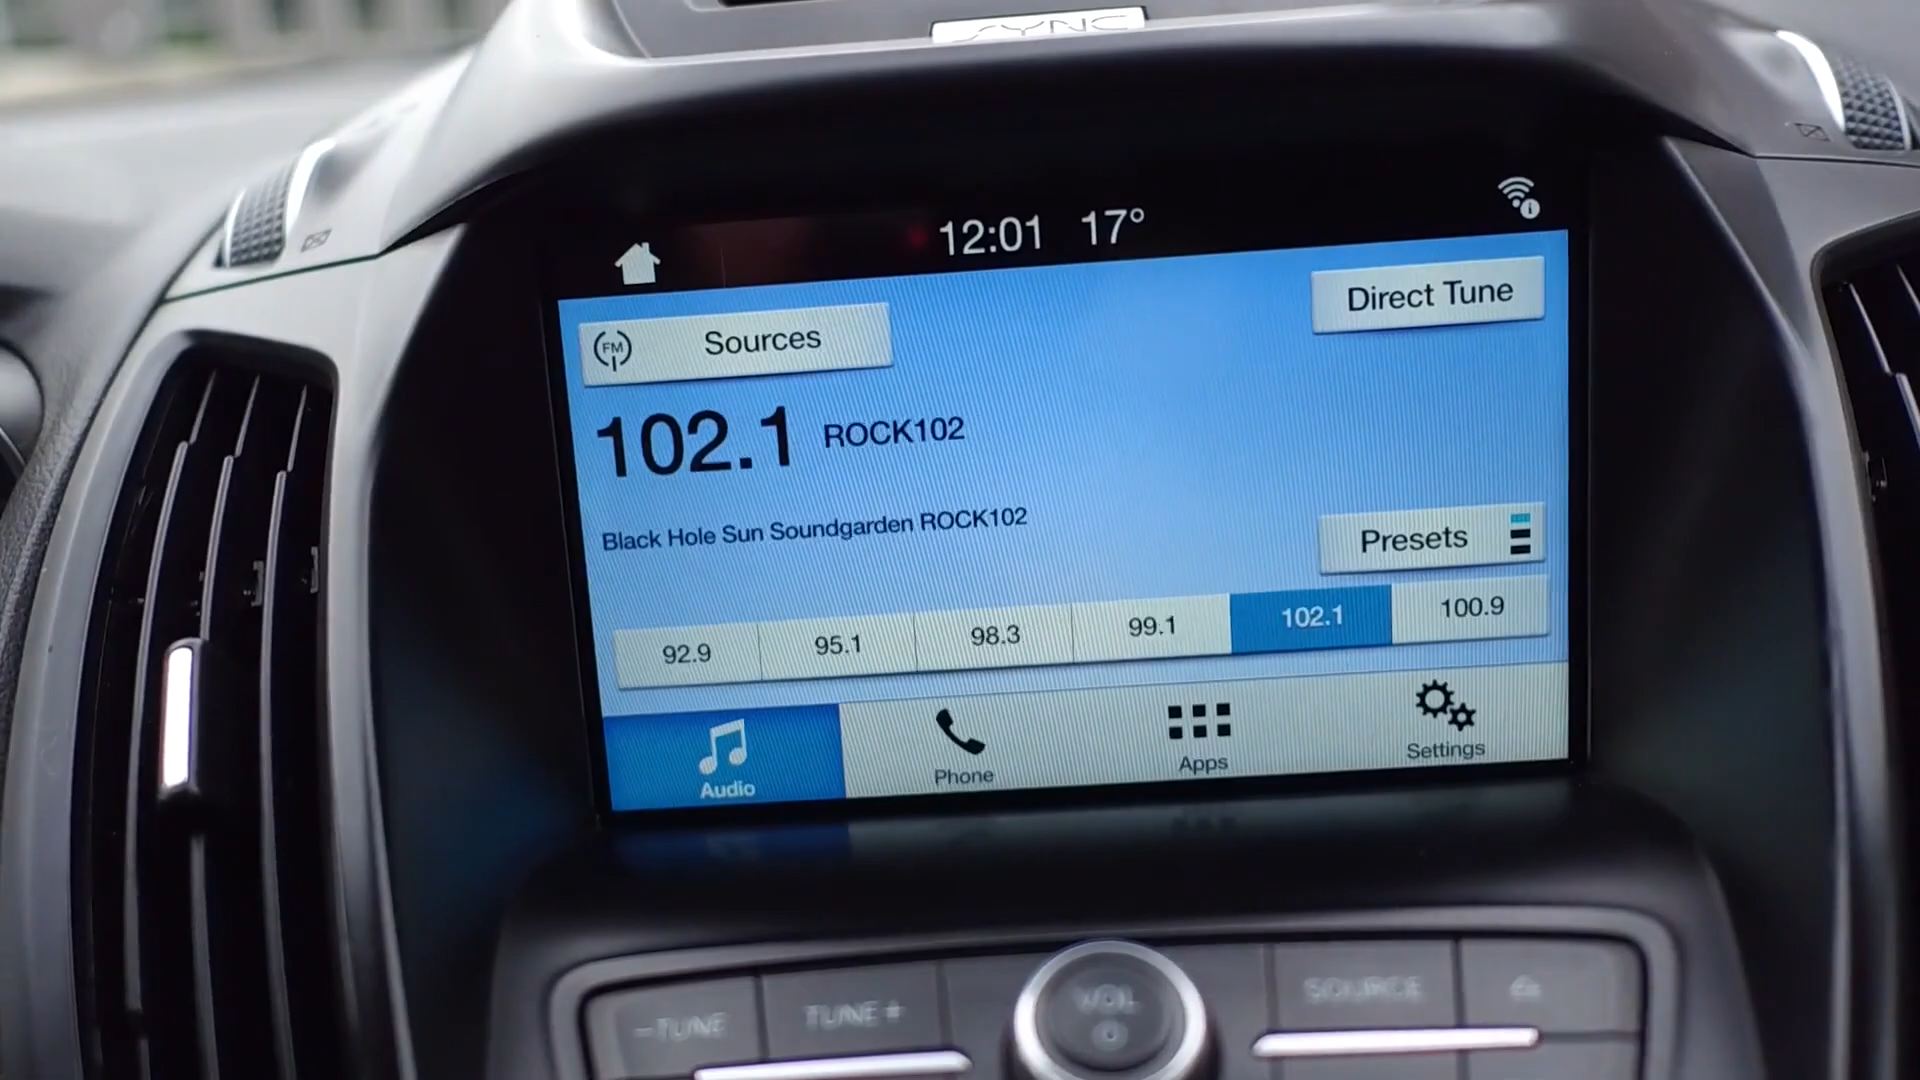 SYNC
12:01 17°
Direct Tune
FM Sources
102.1 ROCK102
Black Hole Sun Soundgarden ROCK102
Presets
92.9 95.1 98.3 99.1 102.1 100.9
Audio Phone Apps Settings
VOL
-TUNE TUNE+ SOURCE